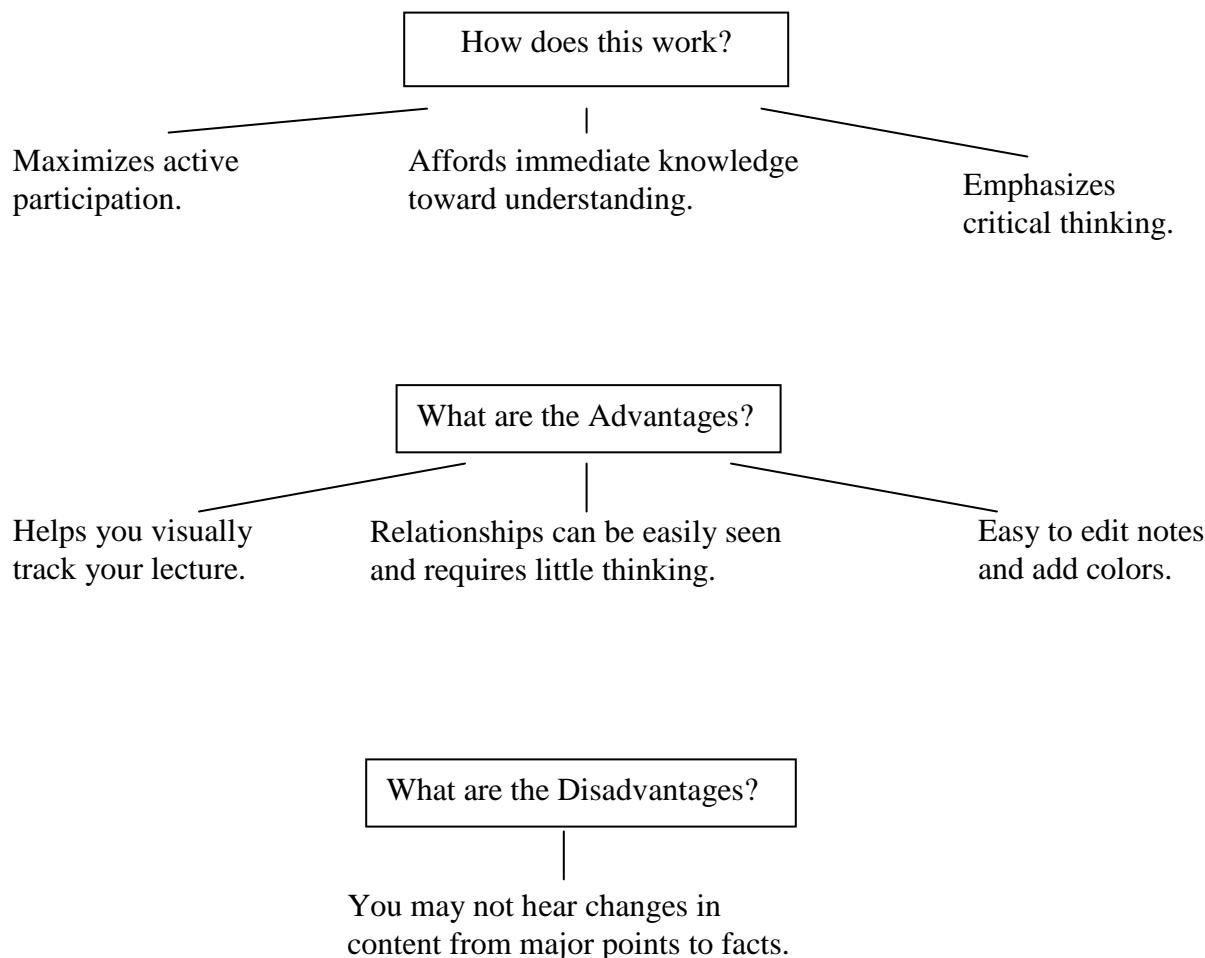 How does this work?
Maximizes active
participation.
Affords immediate knowledge
toward understanding.
Emphasizes
critical thinking.
What are the Advantages?
Helps you visually
track your lecture.
Relationships can be easily seen
and requires little thinking.
Easy to edit notes
and add colors.
What are the Disadvantages?
You may not hear changes in
content from major points to facts.